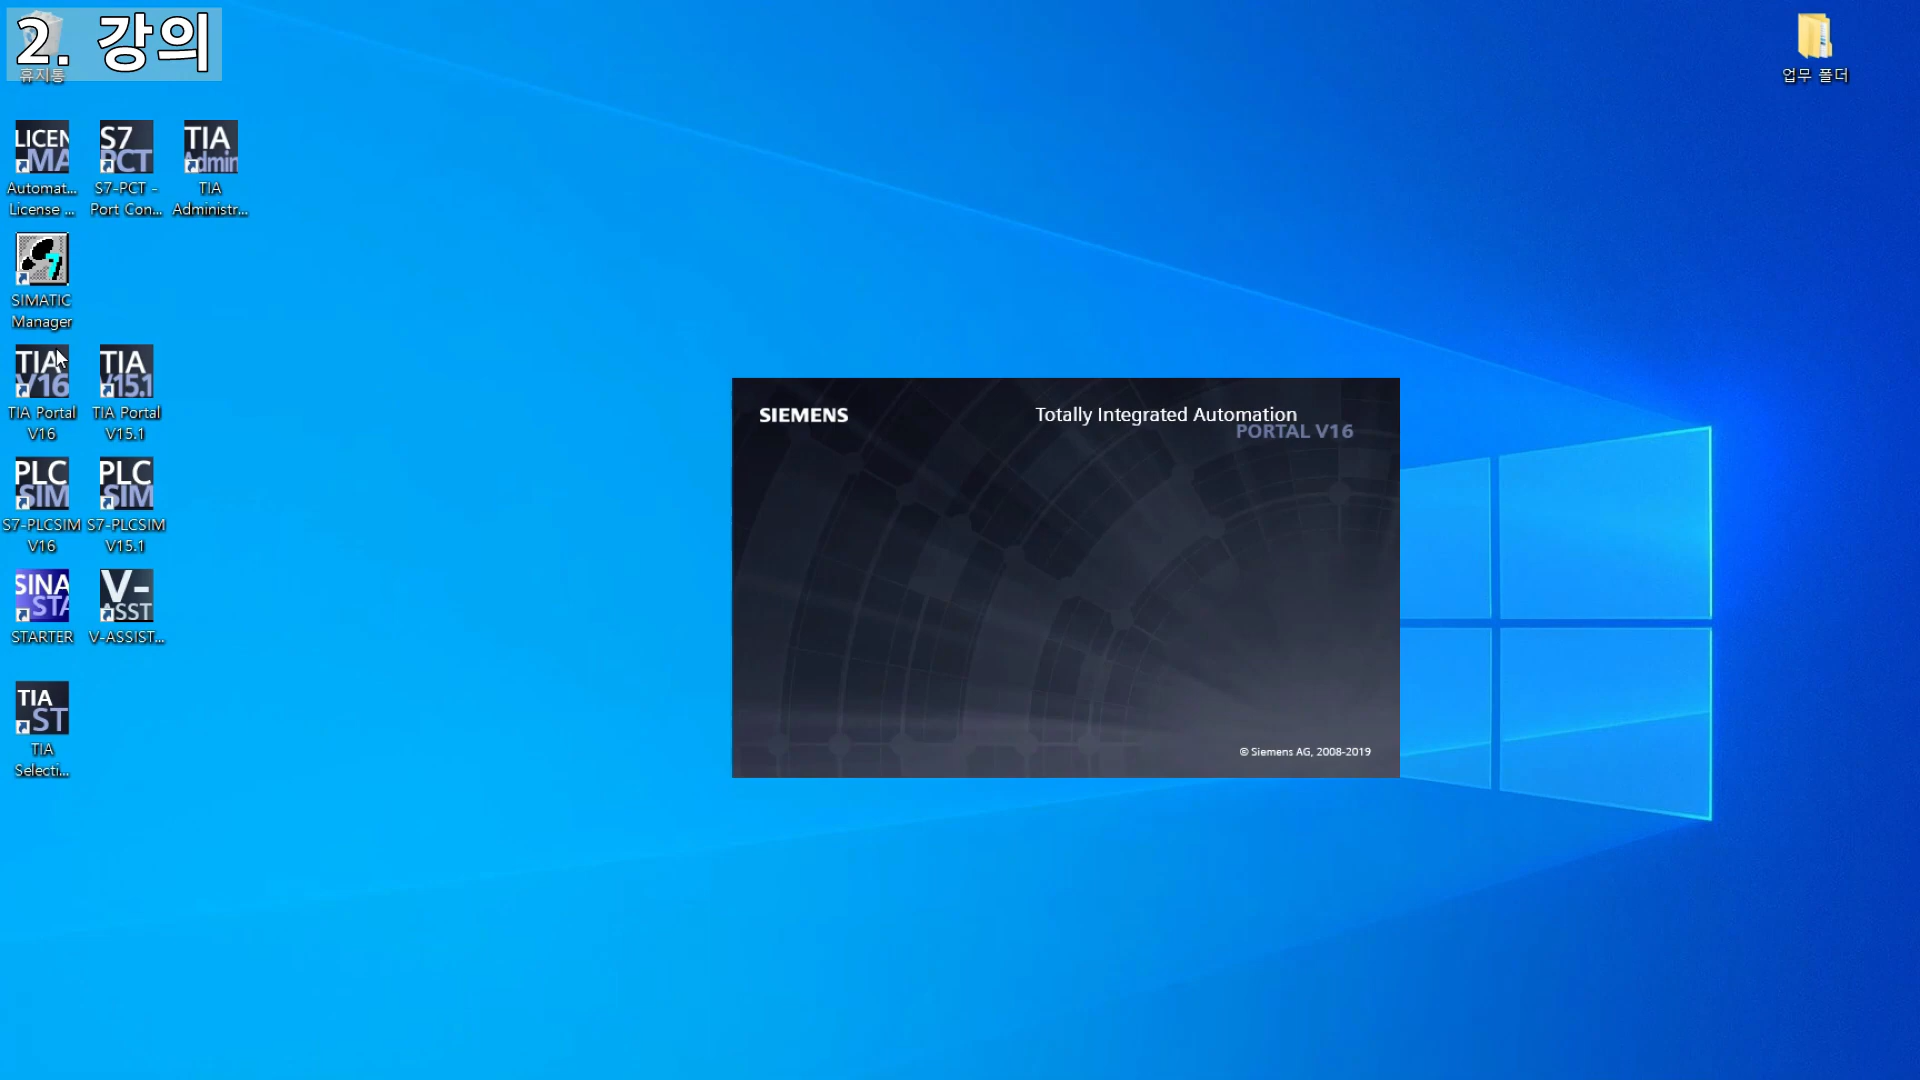 2. 강의
휴지통
업무 폴더
LICEN
MA
Automat...
License ...
S7
PCT
S7-PCT -
Port Con...
TIA
Admin
TIA
Administr...
SIMATIC
Manager
TIA
V16
TIA Portal
V16
TIA
V15.1
TIA Portal
V15.1
PLC
SIM
S7-PLCSIM
V16
PLC
SIM
S7-PLCSIM
V15.1
SINA
STA
STARTER
V-
ASST
V-ASSIST...
TIA
ST
TIA
Selecti...
SIEMENS
Totally Integrated Automation
PORTAL V16
© Siemens AG, 2008-2019